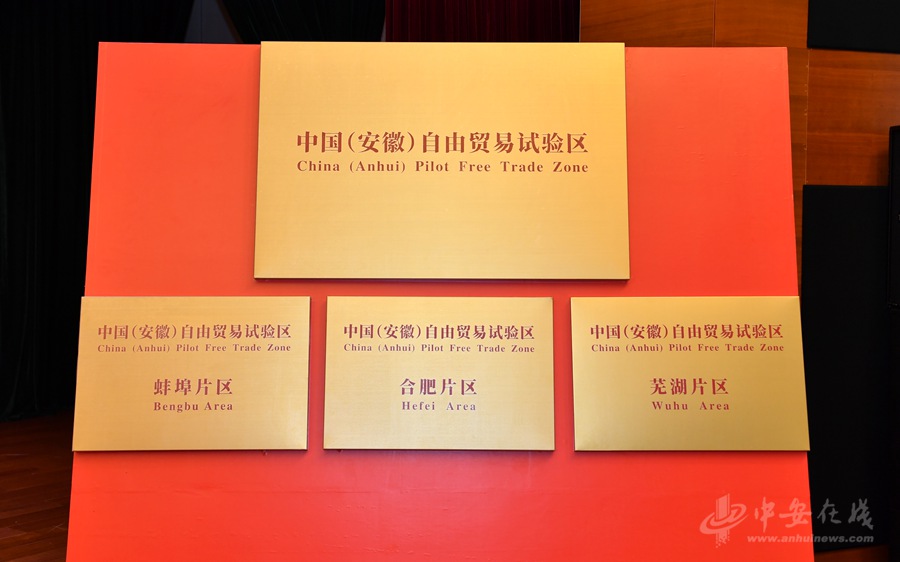 中国(安徽)自由贸易试验区
China (Anhui) Pilot Free Trade Zone
中国(安徽)自由贸易试验区
China (Anhui) Pilot Free Trade Zone
蚌埠片区
Bengbu Area
中国(安徽)自由贸易试验区
China (Anhui) Pilot Free Trade Zone
合肥片区
Hefei Area
中国(安徽)自由贸易试验区
China (Anhui) Pilot Free Trade Zone
芜湖片区
Wuhu Area
中安在线
www.anhuinews.com